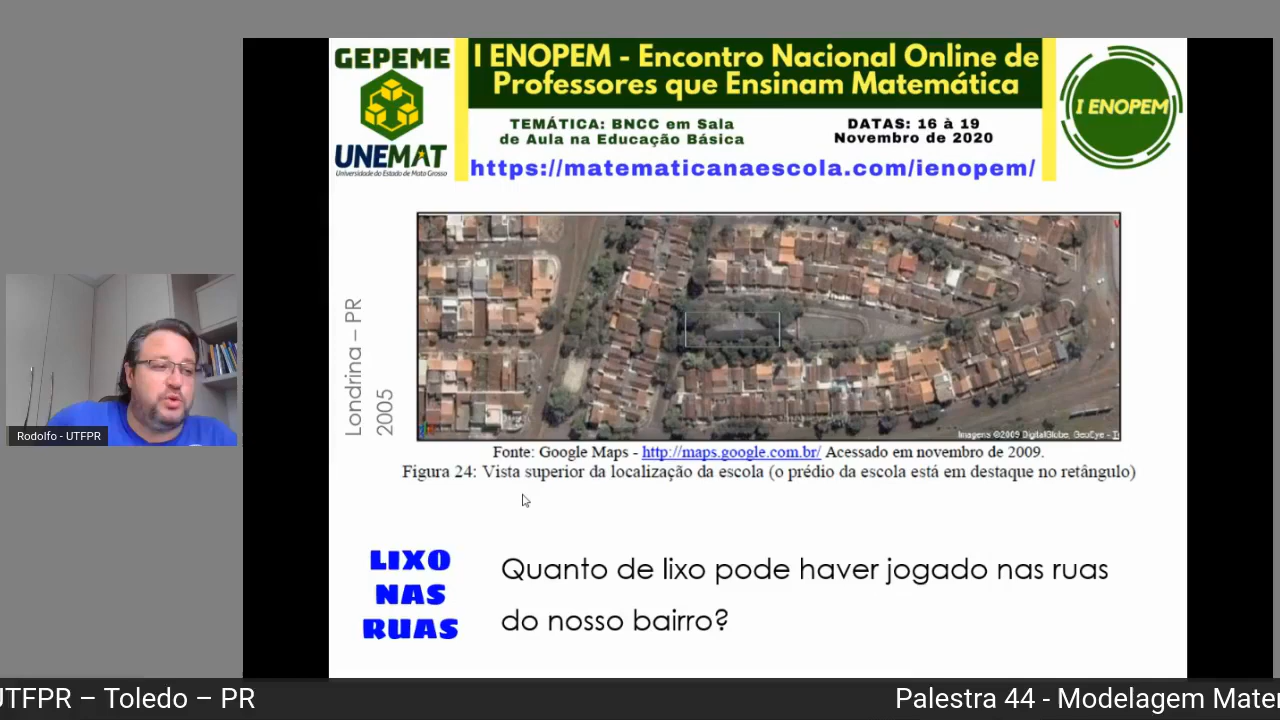 GEPEME
UNEMAT
Universidade do Estado de Mato Grosso
I ENOPEM - Encontro Nacional Online de
Professores que Ensinam Matemática
TEMÁTICA: BNCC em Sala
de Aula na Educação Básica
DATAS: 16 à 19
Novembro de 2020
https://matematicanaescola.com/ienopem/
I ENOPEM
Londrina – PR
2005
Imagens ©2009 DigitalGlobe, GeoEye - T
Fonte: Google Maps - http://maps.google.com.br/ Acessado em novembro de 2009.
Figura 24: Vista superior da localização da escola (o prédio da escola está em destaque no retângulo)
Rodolfo - UTFPR
LIXO
NAS
RUAS
Quanto de lixo pode haver jogado nas ruas
do nosso bairro?
UTFPR – Toledo – PR
Palestra 44 - Modelagem Mate